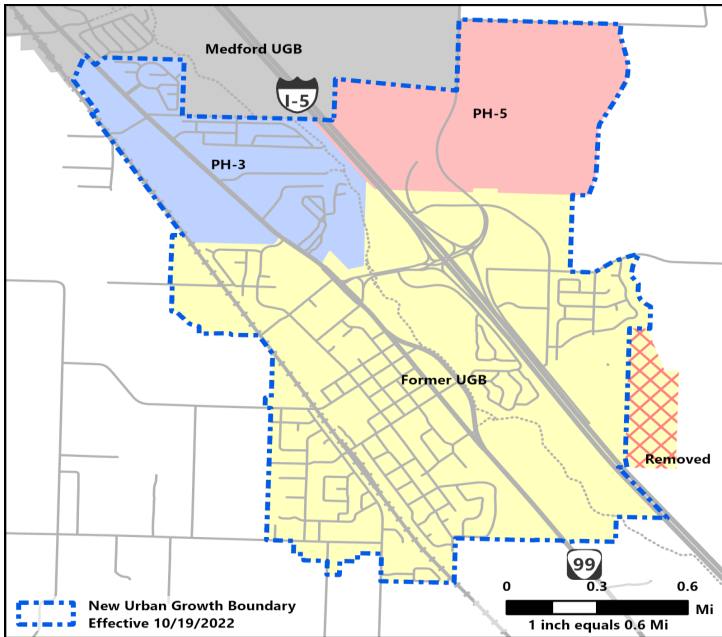 Medford UGB
I-5
PH-5
PH-3
Former UGB
Removed
99
New Urban Growth Boundary
Effective 10/19/2022
0 0.3 0.6
Mi
1 inch equals 0.6 Mi